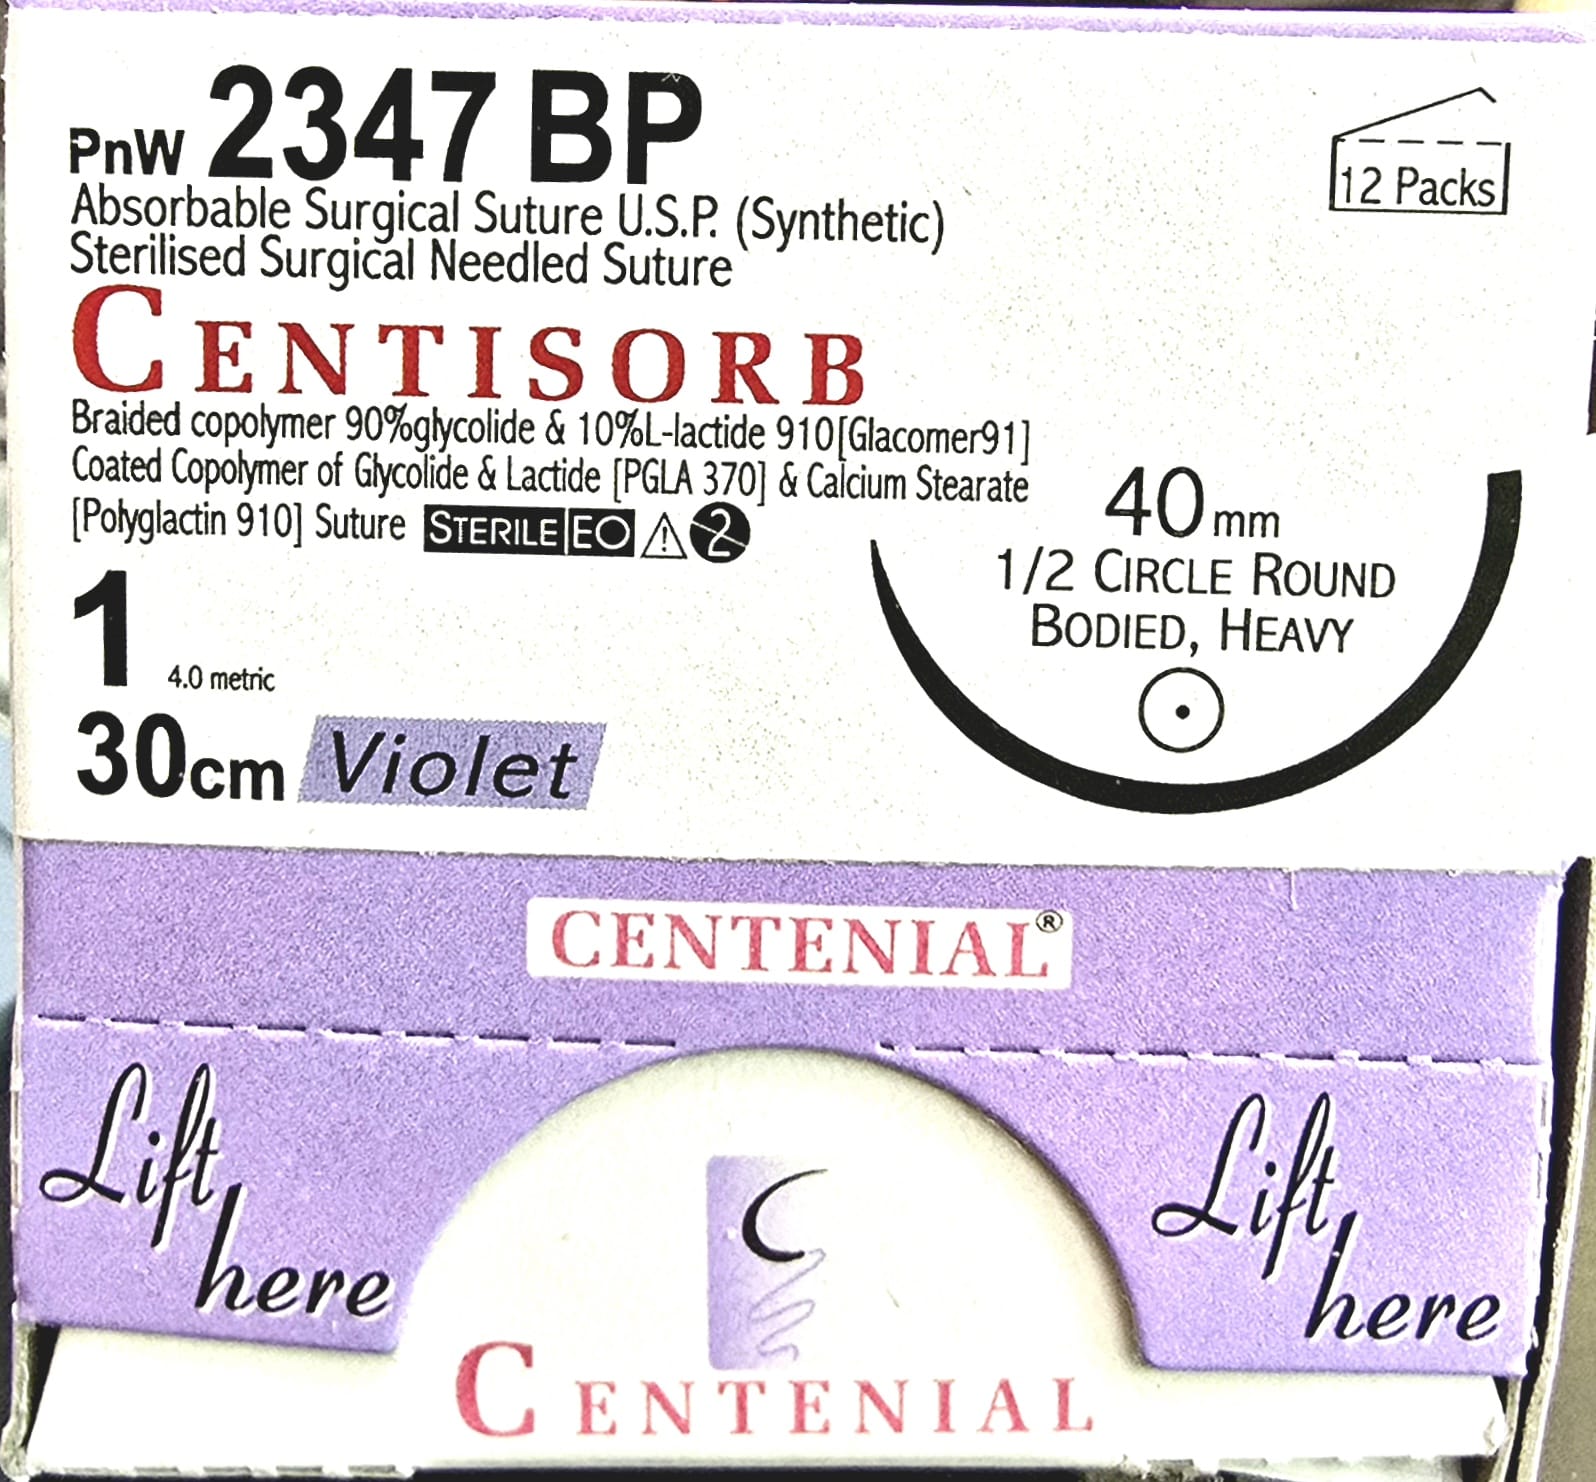 PnW 2347 BP
12 Packs
Absorbable Surgical Suture U.S.P. (Synthetic)
Sterilised Surgical Needled Suture
CENTISORB
Braided copolymer 90%glycolide & 10%L-lactide 910[Glacomer91]
Coated Copolymer of Glycolide & Lactide [PGLA 370] & Calcium Stearate
[Polyglactin 910] Suture STERILE EO 2
40 mm
1/2 CIRCLE ROUND
BODIED, HEAVY
1 4.0 metric
30cm Violet
CENTENIAL®
Lift
here
Lift
here
CENTENIAL